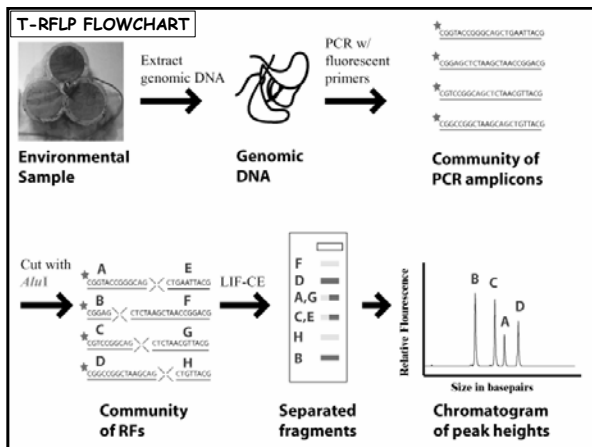 T-RFLP FLOWCHART
Extract
genomic DNA
PCR w/
fluorescent
primers
CGGTACCGGGCAGCTGAATTACG
CGGAGCTCTAAGCTAACCGGACG
CGTCCGGCAGCTCTAACGTTACG
CGGCCGGCTAAGCAGCTGTTACG
Environmental
Sample
Genomic
DNA
Community of
PCR amplicons
Cut with
AluI
A E
CGGTACCGGGCAG CTGAATTACG
B F
CGGAG CTCTAAGCTAACCGGACG
C G
CGTCCGGCAG CTCTAACGTTACG
D H
CGGCCGGCTAAGCAG CTGTTACG
Community
of RFs
LIF-CE
F
D
A,G
C,E
H
B
Separated
fragments
B
C
A
D
Relative Flourescence
Size in basepairs
Chromatogram
of peak heights